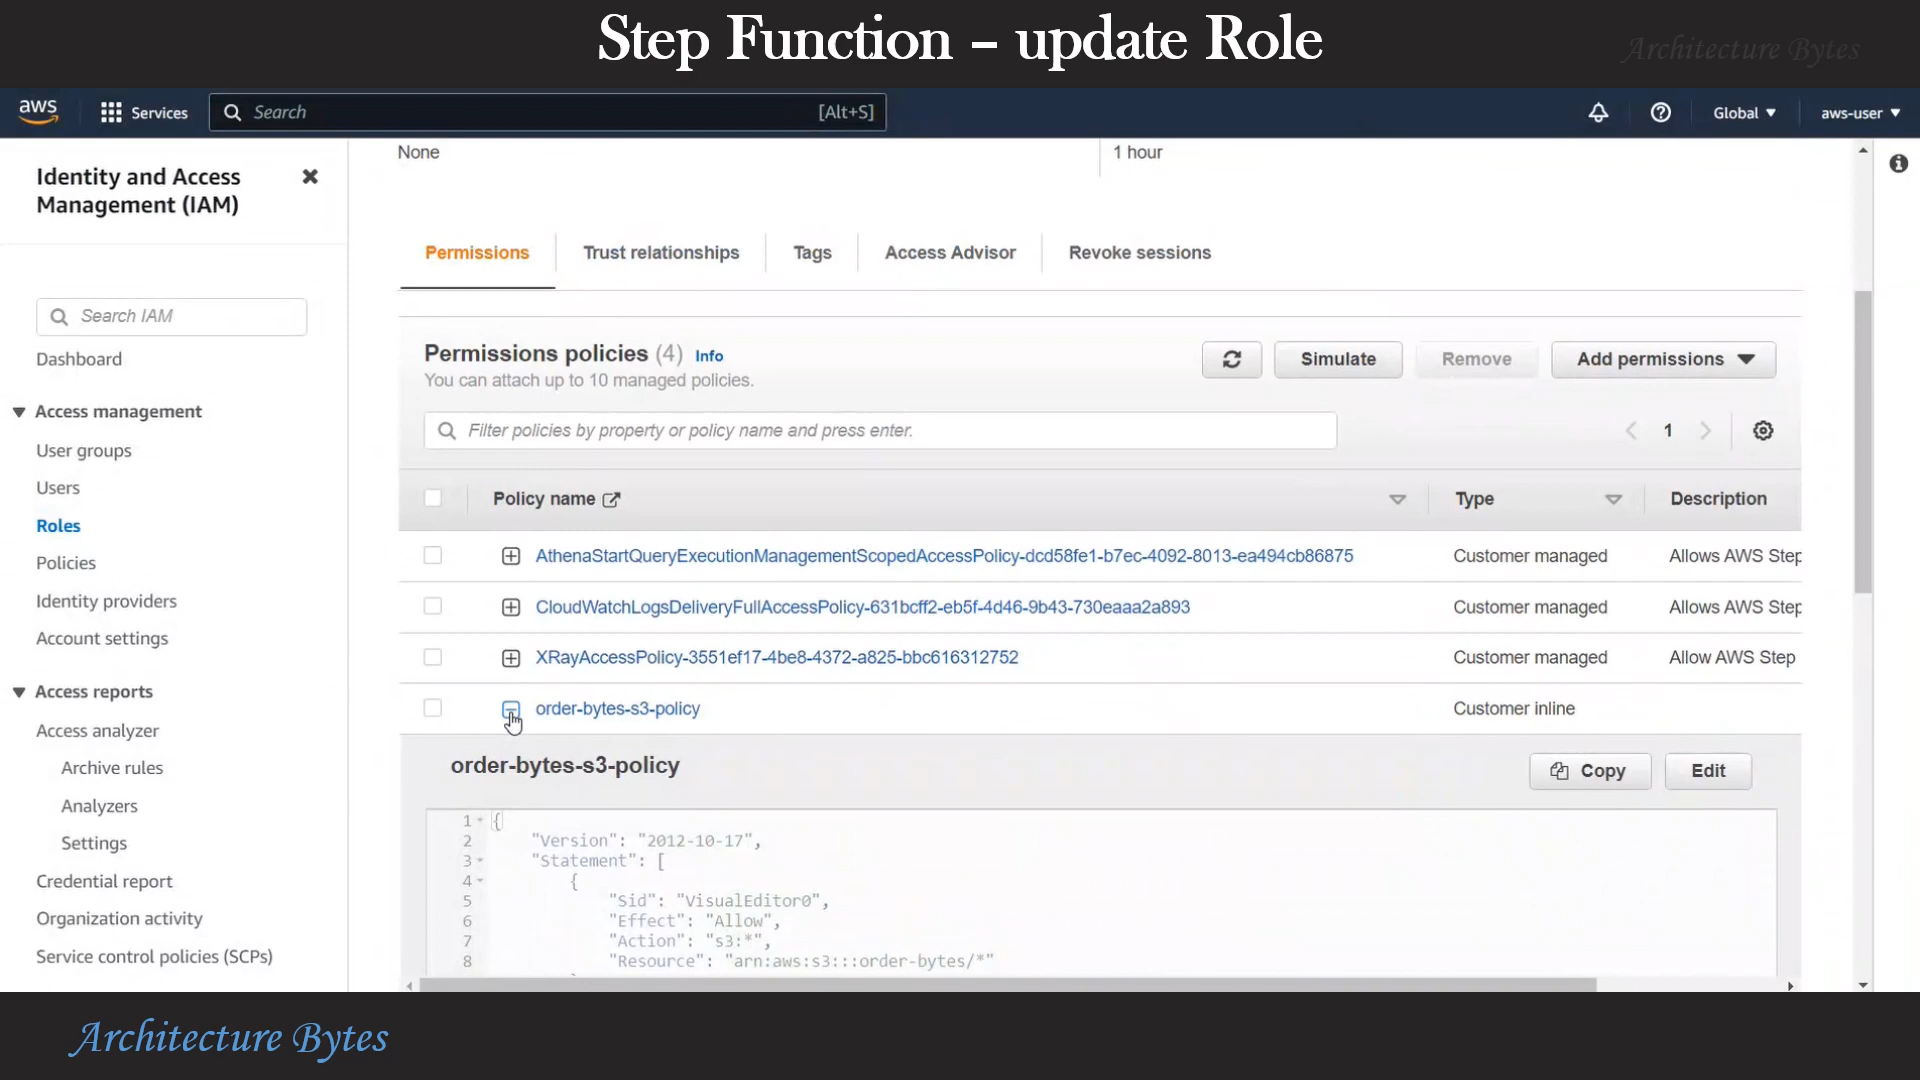 Step Function – update Role
Architecture Bytes
aws
Services
Search
[Alt+S]
Global
aws-user
Identity and Access
Management (IAM)
Search IAM
Dashboard
Access management
User groups
Users
Roles
Policies
Identity providers
Account settings
Access reports
Access analyzer
Archive rules
Analyzers
Settings
Credential report
Organization activity
Service control policies (SCPs)
None
1 hour
Permissions
Trust relationships
Tags
Access Advisor
Revoke sessions
Permissions policies (4) Info
You can attach up to 10 managed policies.
Simulate
Remove
Add permissions
Filter policies by property or policy name and press enter.
1
Policy name
Type
Description
AthenaStartQueryExecutionManagementScopedAccessPolicy-dcd58fe1-b7ec-4092-8013-ea494cb86875
Customer managed
Allows AWS Step
CloudWatchLogsDeliveryFullAccessPolicy-631bcff2-eb5f-4d46-9b43-730eaaa2a893
Customer managed
Allows AWS Step
XRayAccessPolicy-3551ef17-4be8-4372-a825-bbc616312752
Customer managed
Allow AWS Step
order-bytes-s3-policy
Customer inline
order-bytes-s3-policy
Copy
Edit
1 {
2 "Version": "2012-10-17",
3 "Statement": [
4 {
5 "Sid": "VisualEditor0",
6 "Effect": "Allow",
7 "Action": "s3:*",
8 "Resource": "arn:aws:s3:::order-bytes/*"
Architecture Bytes